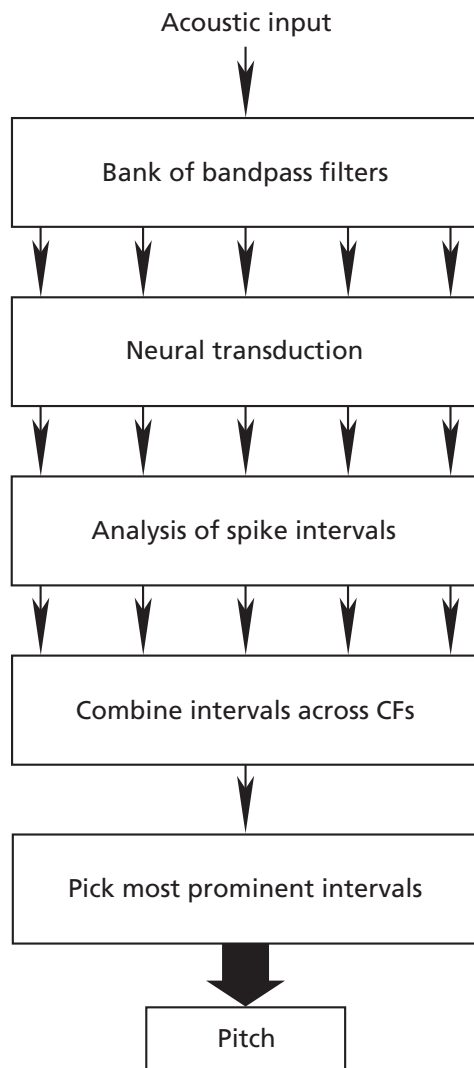 Acoustic input
Bank of bandpass filters
Neural transduction
Analysis of spike intervals
Combine intervals across CFs
Pick most prominent intervals
Pitch